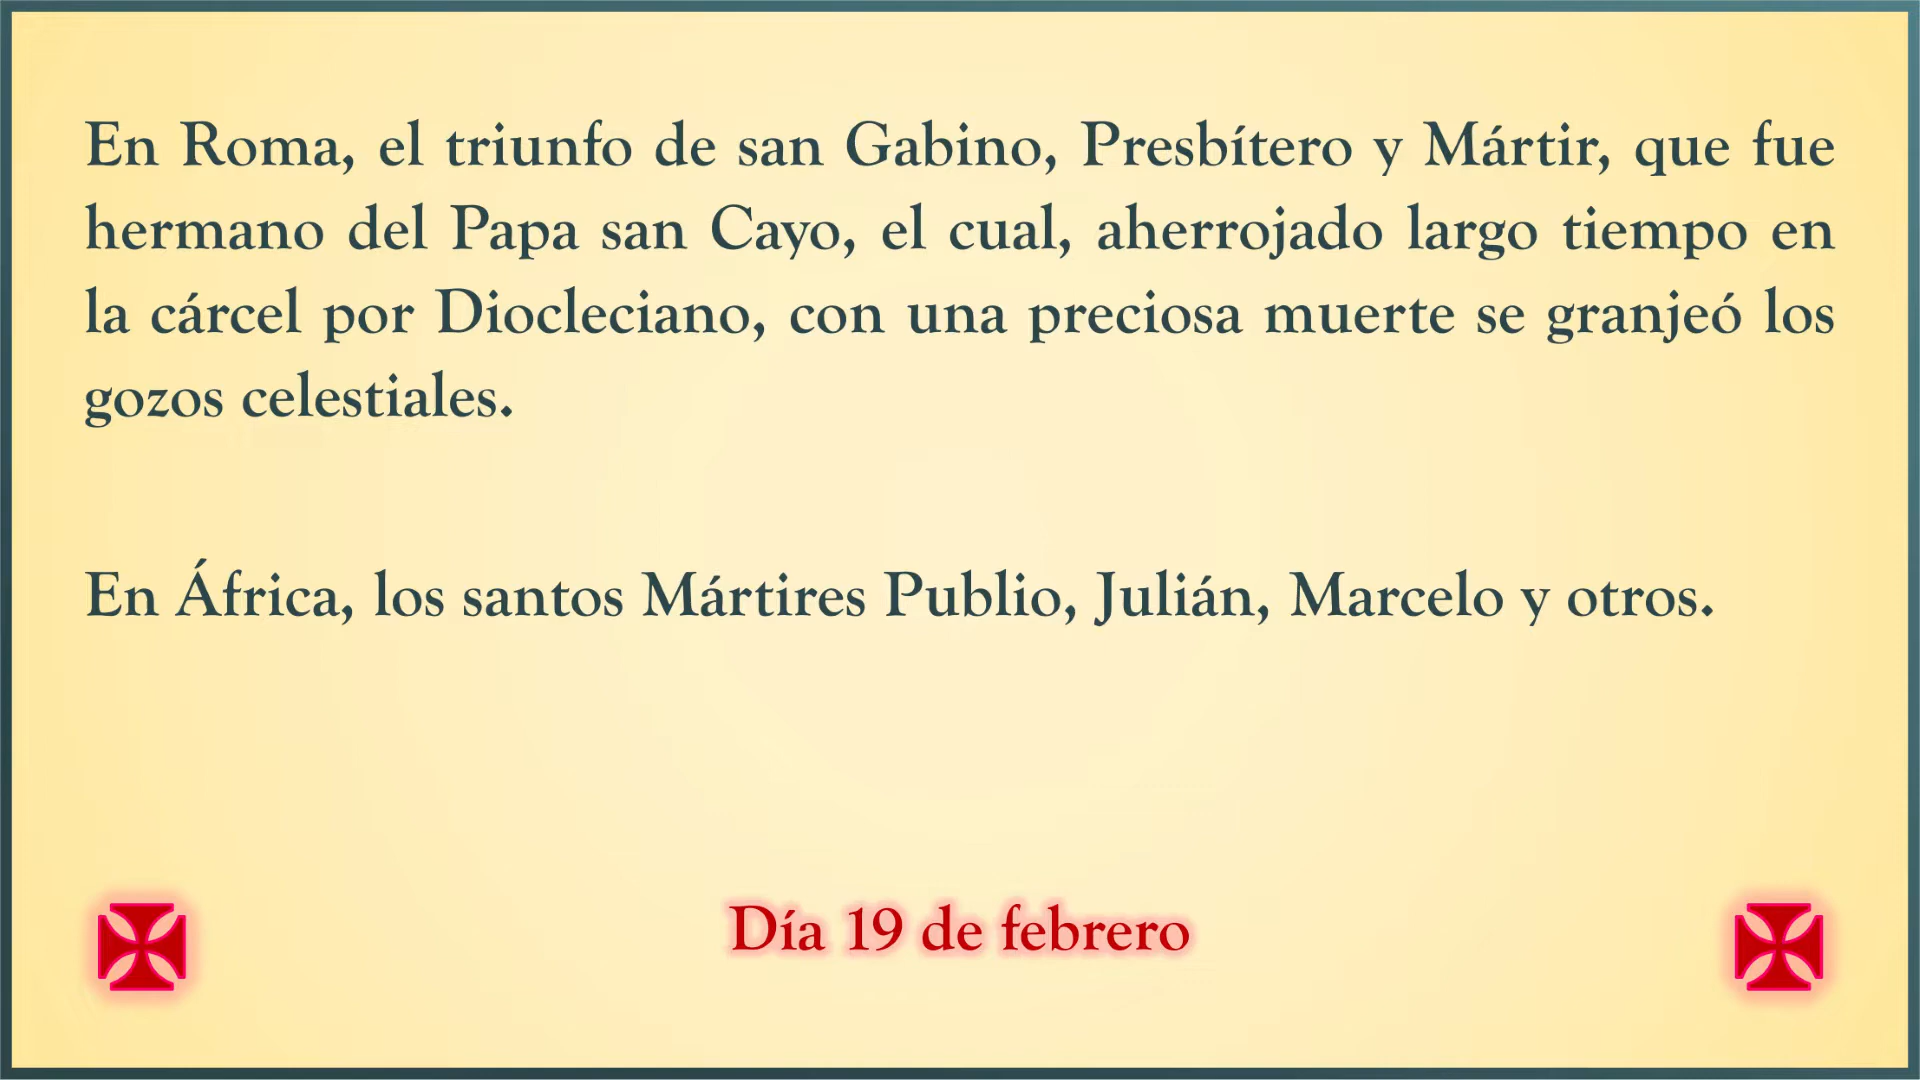 En Roma, el triunfo de san Gabino, Presbítero y Mártir, que fue
hermano del Papa san Cayo, el cual, aherrojado largo tiempo en
la cárcel por Diocleciano, con una preciosa muerte se granjeó los
gozos celestiales.
En África, los santos Mártires Publio, Julián, Marcelo y otros.
Día 19 de febrero